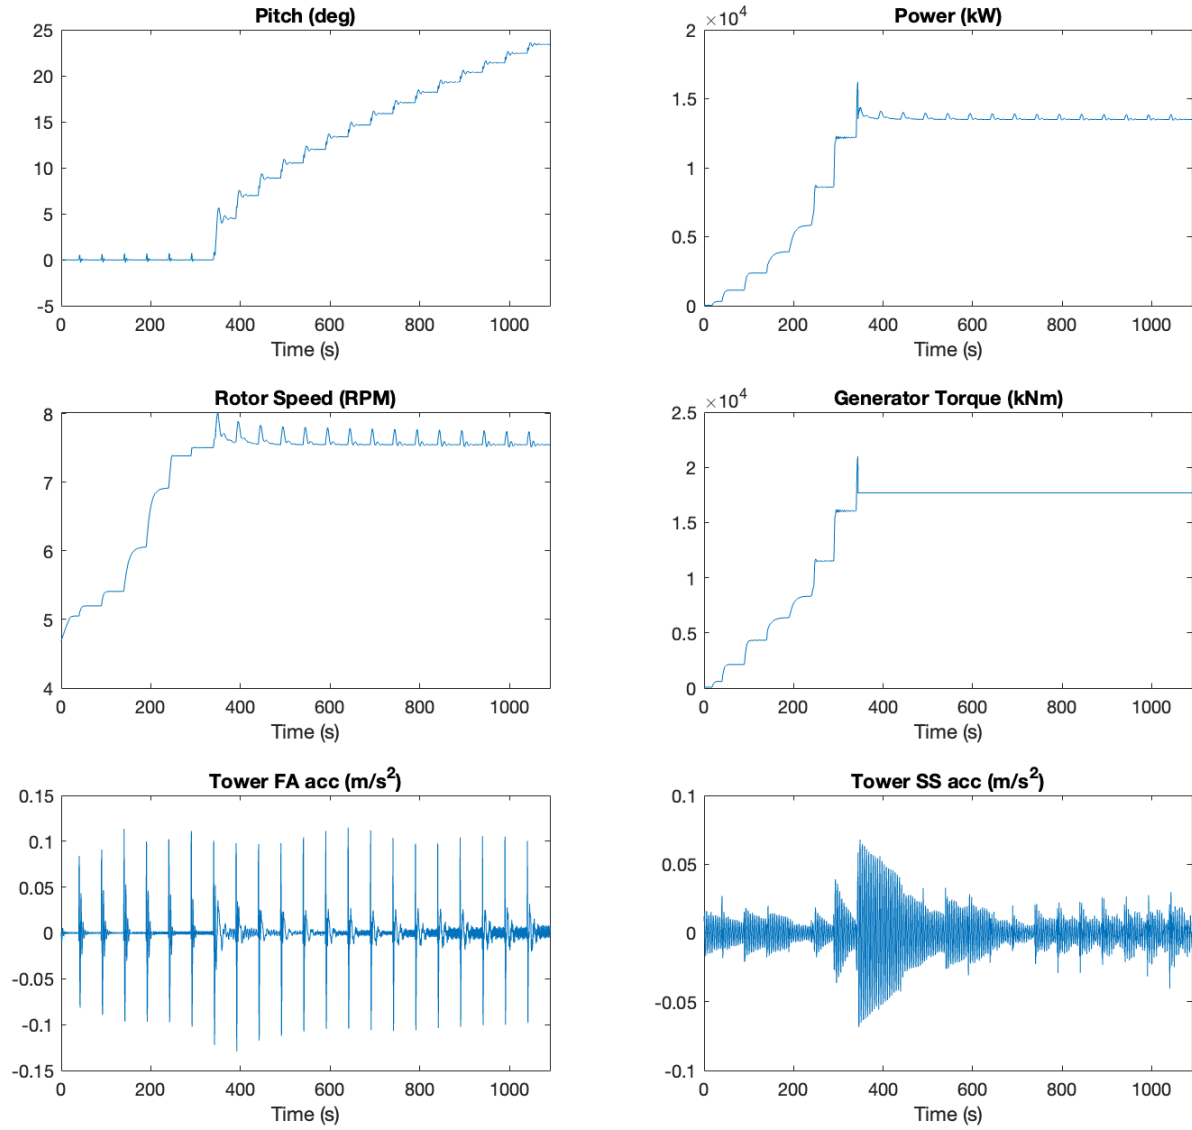 Pitch (deg)
25
20
15
10
5
0
-5
0 200 400 600 800 1000
Time (s)
Power (kW)
×10⁴
2
1.5
1
0.5
0
0 200 400 600 800 1000
Time (s)
Rotor Speed (RPM)
8
7
6
5
4
0 200 400 600 800 1000
Time (s)
Generator Torque (kNm)
×10⁴
2.5
2
1.5
1
0.5
0
0 200 400 600 800 1000
Time (s)
Tower FA acc (m/s²)
0.15
0.1
0.05
0
-0.05
-0.1
-0.15
0 200 400 600 800 1000
Time (s)
Tower SS acc (m/s²)
0.1
0.05
0
-0.05
-0.1
0 200 400 600 800 1000
Time (s)